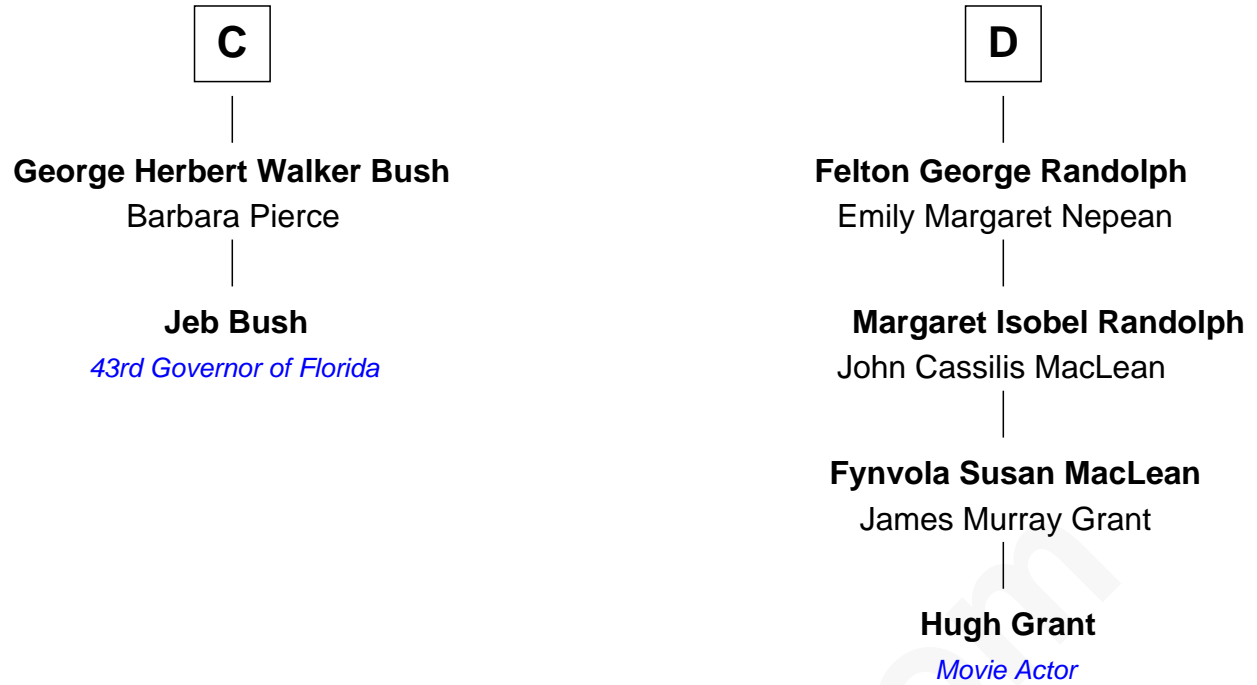 C
George Herbert Walker Bush
Barbara Pierce
Jeb Bush
43rd Governor of Florida
D
Felton George Randolph
Emily Margaret Nepean
Margaret Isobel Randolph
John Cassilis MacLean
Fynvola Susan MacLean
James Murray Grant
Hugh Grant
Movie Actor